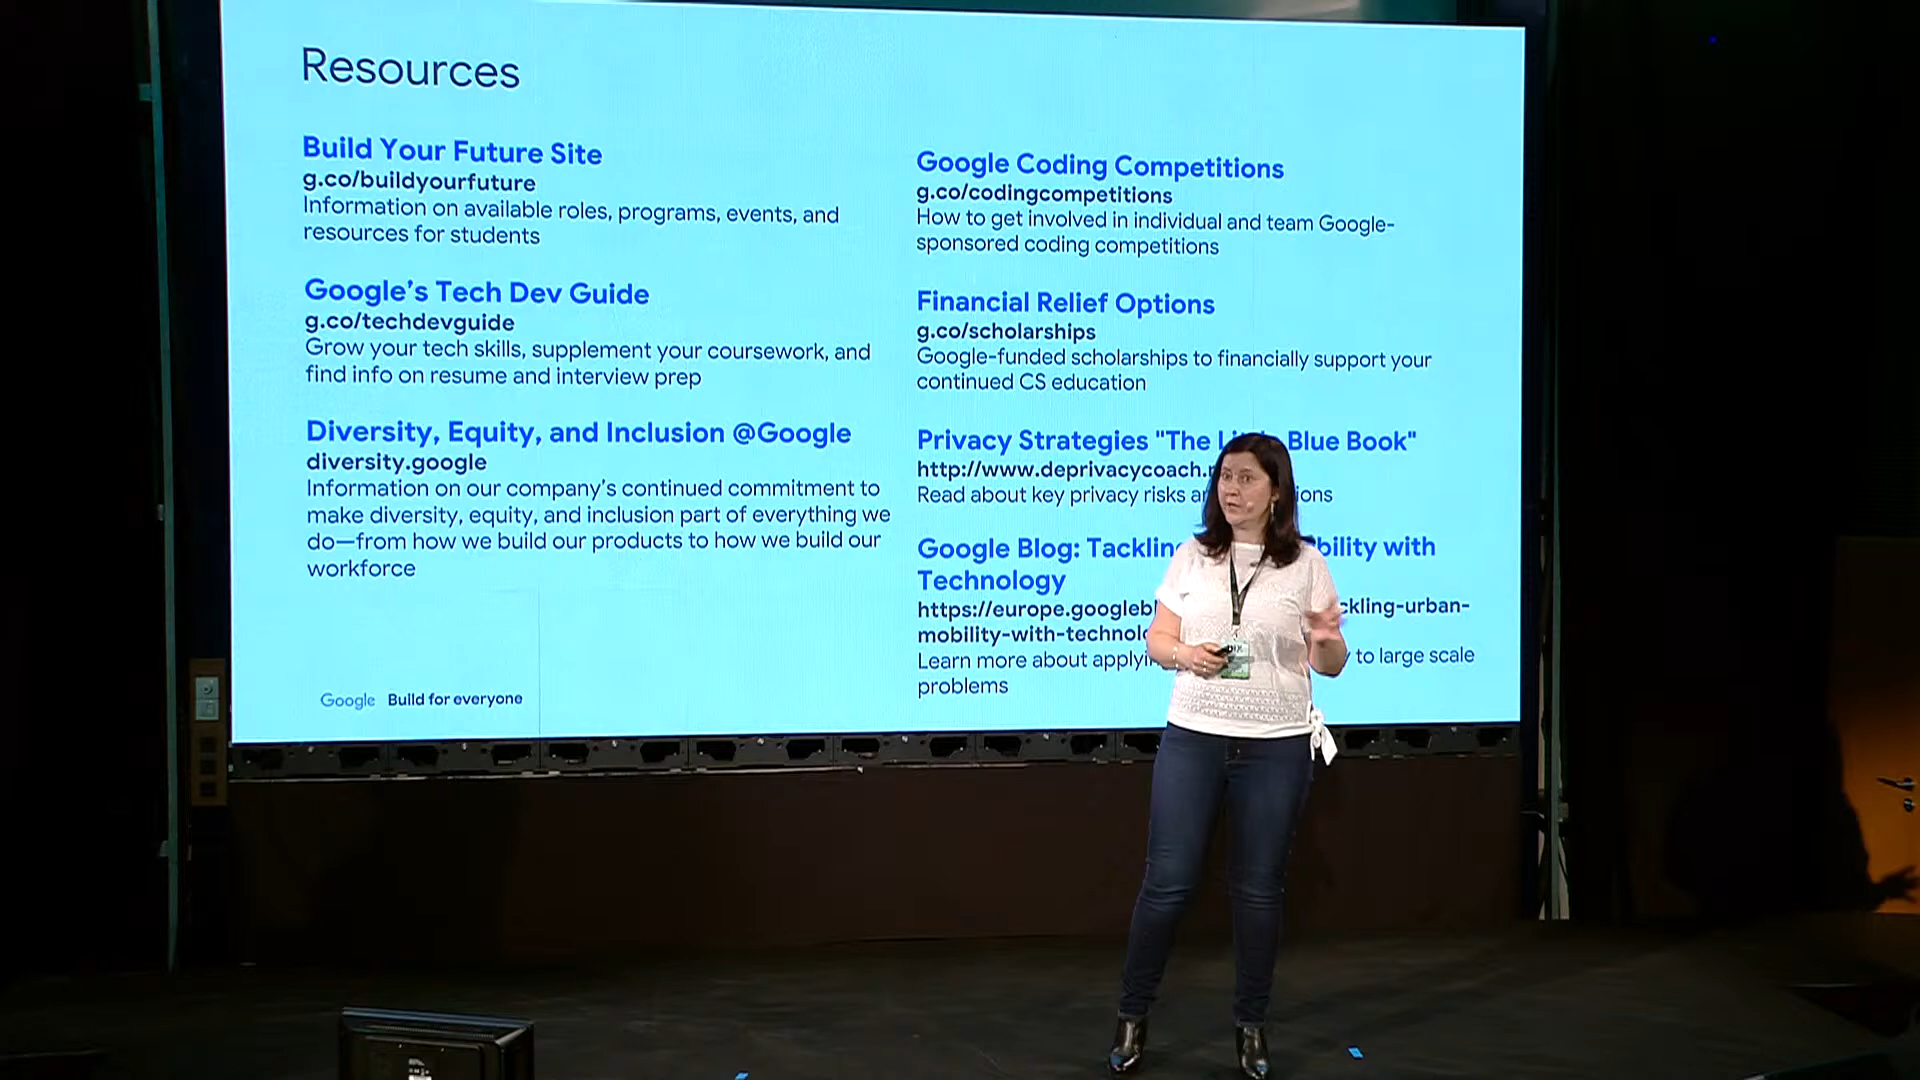 Resources
Build Your Future Site
g.co/buildyourfuture
Information on available roles, programs, events, and
resources for students
Google's Tech Dev Guide
g.co/techdevguide
Grow your tech skills, supplement your coursework, and
find info on resume and interview prep
Diversity, Equity, and Inclusion @Google
diversity.google
Information on our company's continued commitment to
make diversity, equity, and inclusion part of everything we
do—from how we build our products to how we build our
workforce
Google Build for everyone
Google Coding Competitions
g.co/codingcompetitions
How to get involved in individual and team Google-
sponsored coding competitions
Financial Relief Options
g.co/scholarships
Google-funded scholarships to financially support your
continued CS education
Privacy Strategies "The Blue Book"
http://www.deprivacycoach.
Read about key privacy risks
Google Blog: with
Technology
https://europe.googlebl ckling-urban-
mobility-with-technolo
Learn more about to large scale
problems